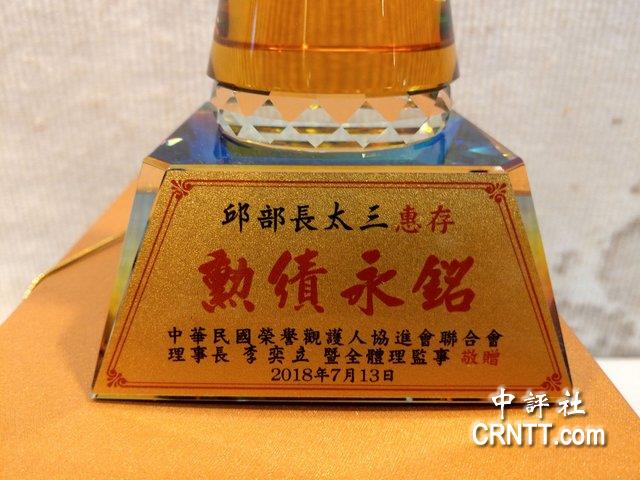 邱部長太三惠存
勲績永銘
中華民國榮譽觀護人協進會聯合會
理事長 李奕立 暨全體理監事 敬贈
2018年7月13日
中評社
CRNTT.com